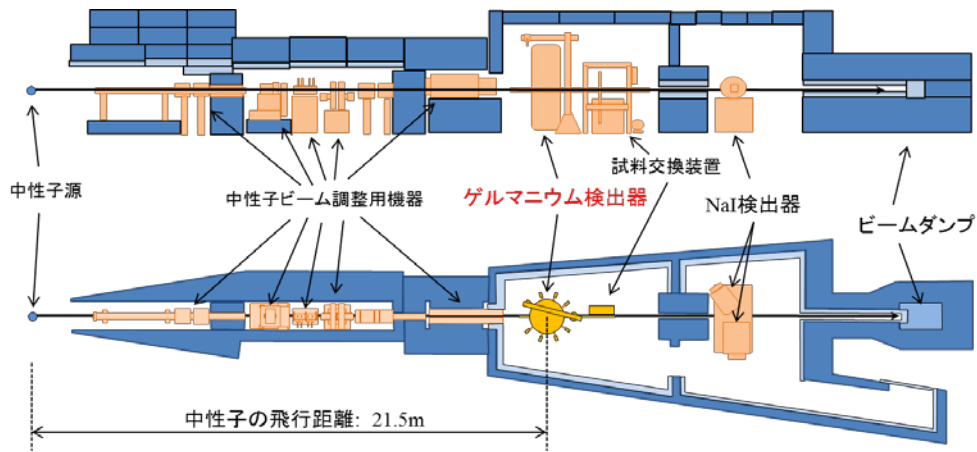 試料交換装置
中性子源
中性子ビーム調整用機器
ゲルマニウム検出器
NaI検出器
ビームダンプ
中性子の飛行距離: 21.5m